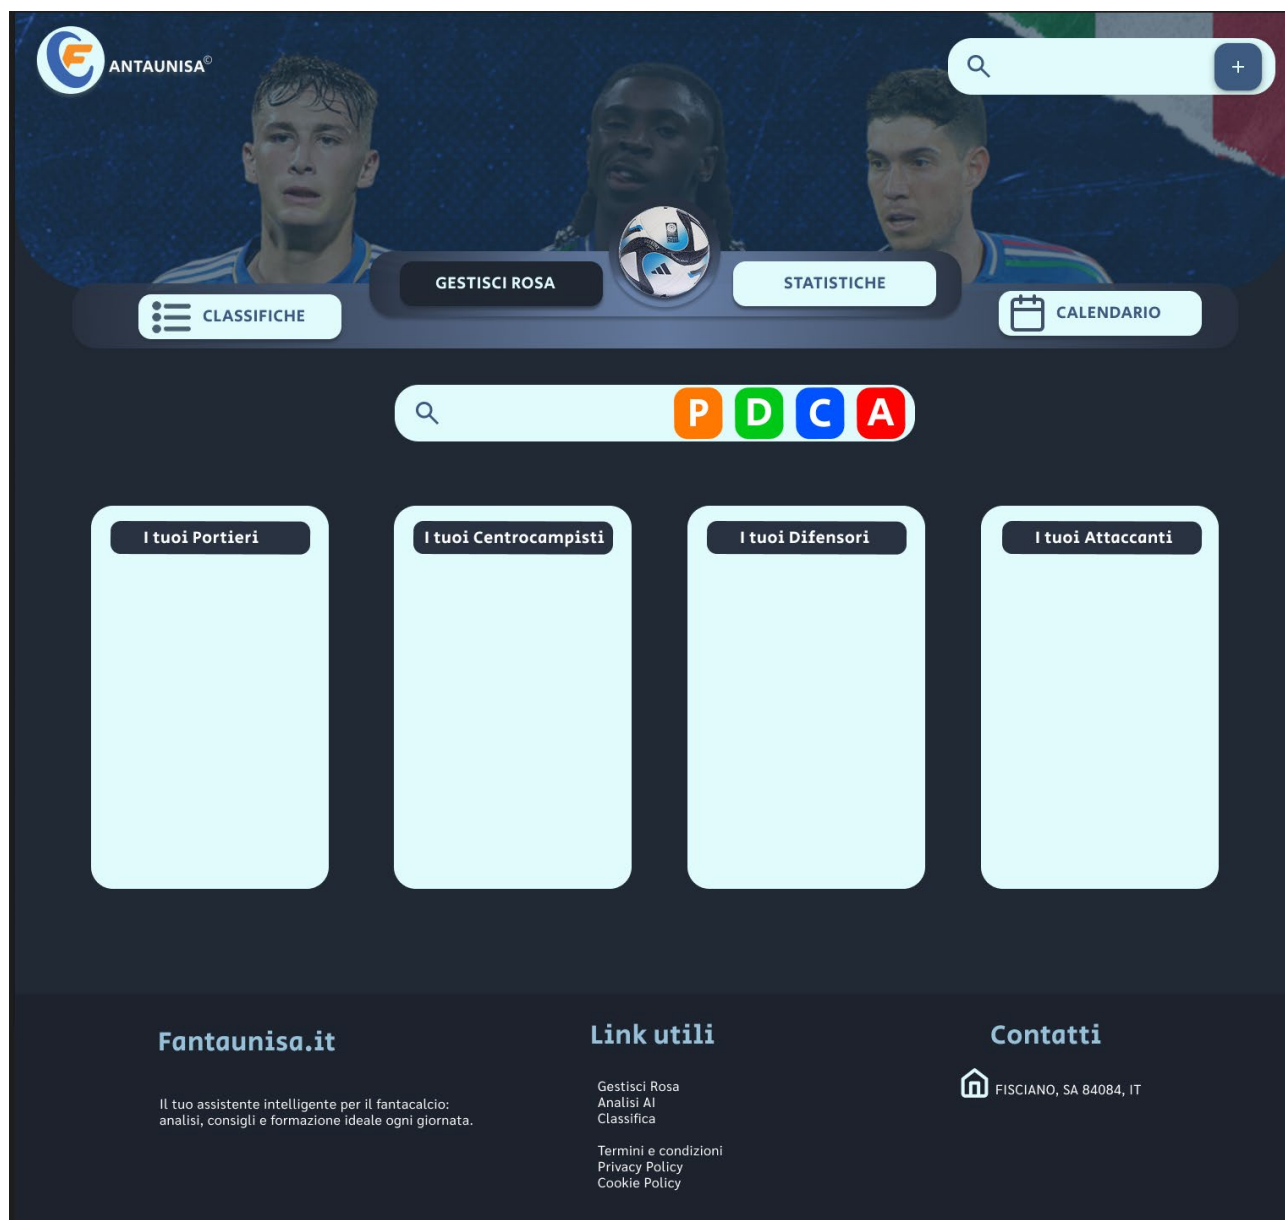 ANTAUNISA©
+
GESTISCI ROSA
STATISTICHE
CLASSIFICHE
CALENDARIO
P D C A
I tuoi Portieri
I tuoi Centrocampisti
I tuoi Difensori
I tuoi Attaccanti
Fantaunisa.it
Il tuo assistente intelligente per il fantacalcio:
analisi, consigli e formazione ideale ogni giornata.
Link utili
Gestisci Rosa
Analisi AI
Classifica
Termini e condizioni
Privacy Policy
Cookie Policy
Contatti
FISCIANO, SA 84084, IT